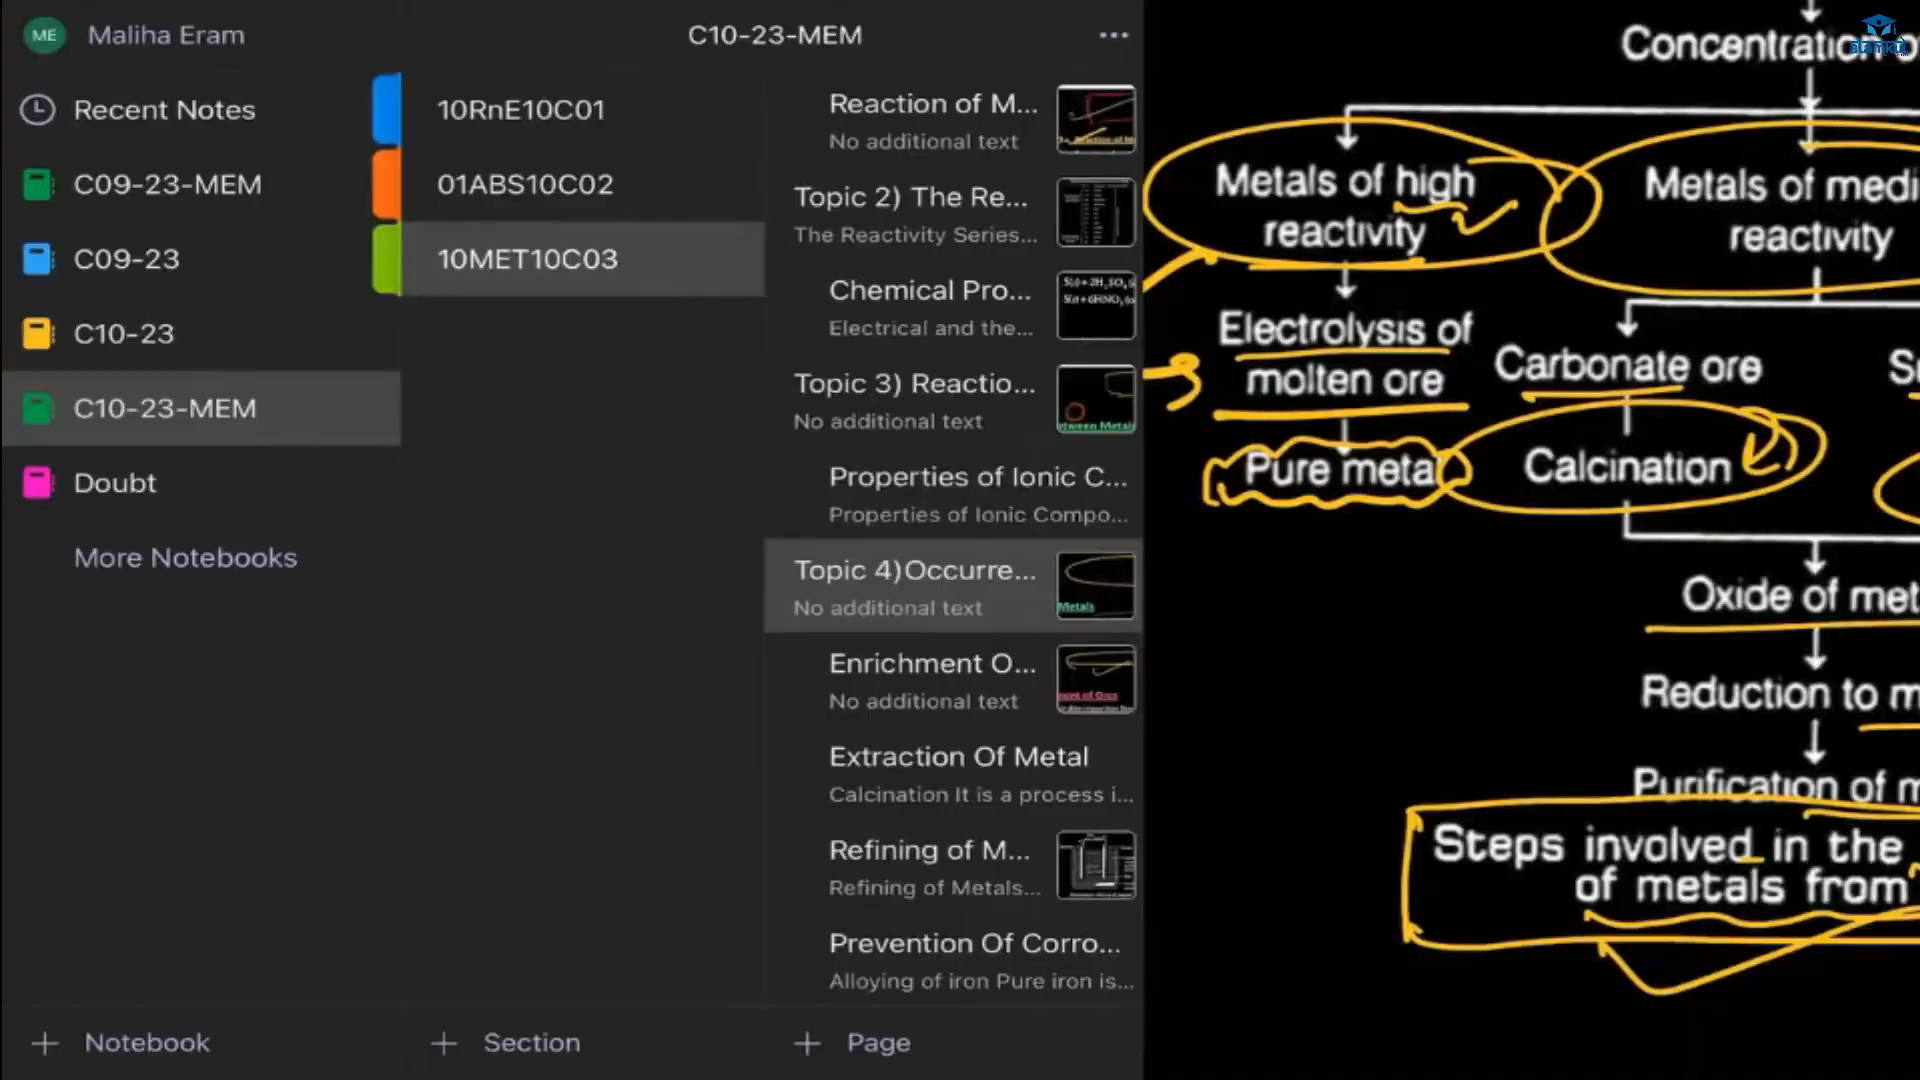 ME Maliha Eram
C10-23-MEM
Recent Notes
C09-23-MEM
C09-23
C10-23
C10-23-MEM
Doubt
More Notebooks
10RnE10C01
01ABS10C02
10MET10C03
Reaction of M...
No additional text
Topic 2) The Re...
The Reactivity Series...
Chemical Pro...
Electrical and the...
Topic 3) Reactio...
No additional text
Properties of Ionic C...
Properties of Ionic Compo...
Topic 4)Occurre...
No additional text
Enrichment O...
No additional text
Extraction Of Metal
Calcination It is a process i...
Refining of M...
Refining of Metals...
Prevention Of Corro...
Alloying of iron Pure iron is...
Notebook
Section
Page
Concentration o
Metals of high
reactivity
Metals of medi
reactivity
Electrolysis of
molten ore
Pure meta
Carbonate ore
Calcination
Oxide of met
Reduction to m
Purification of m
Steps involved in the
of metals from